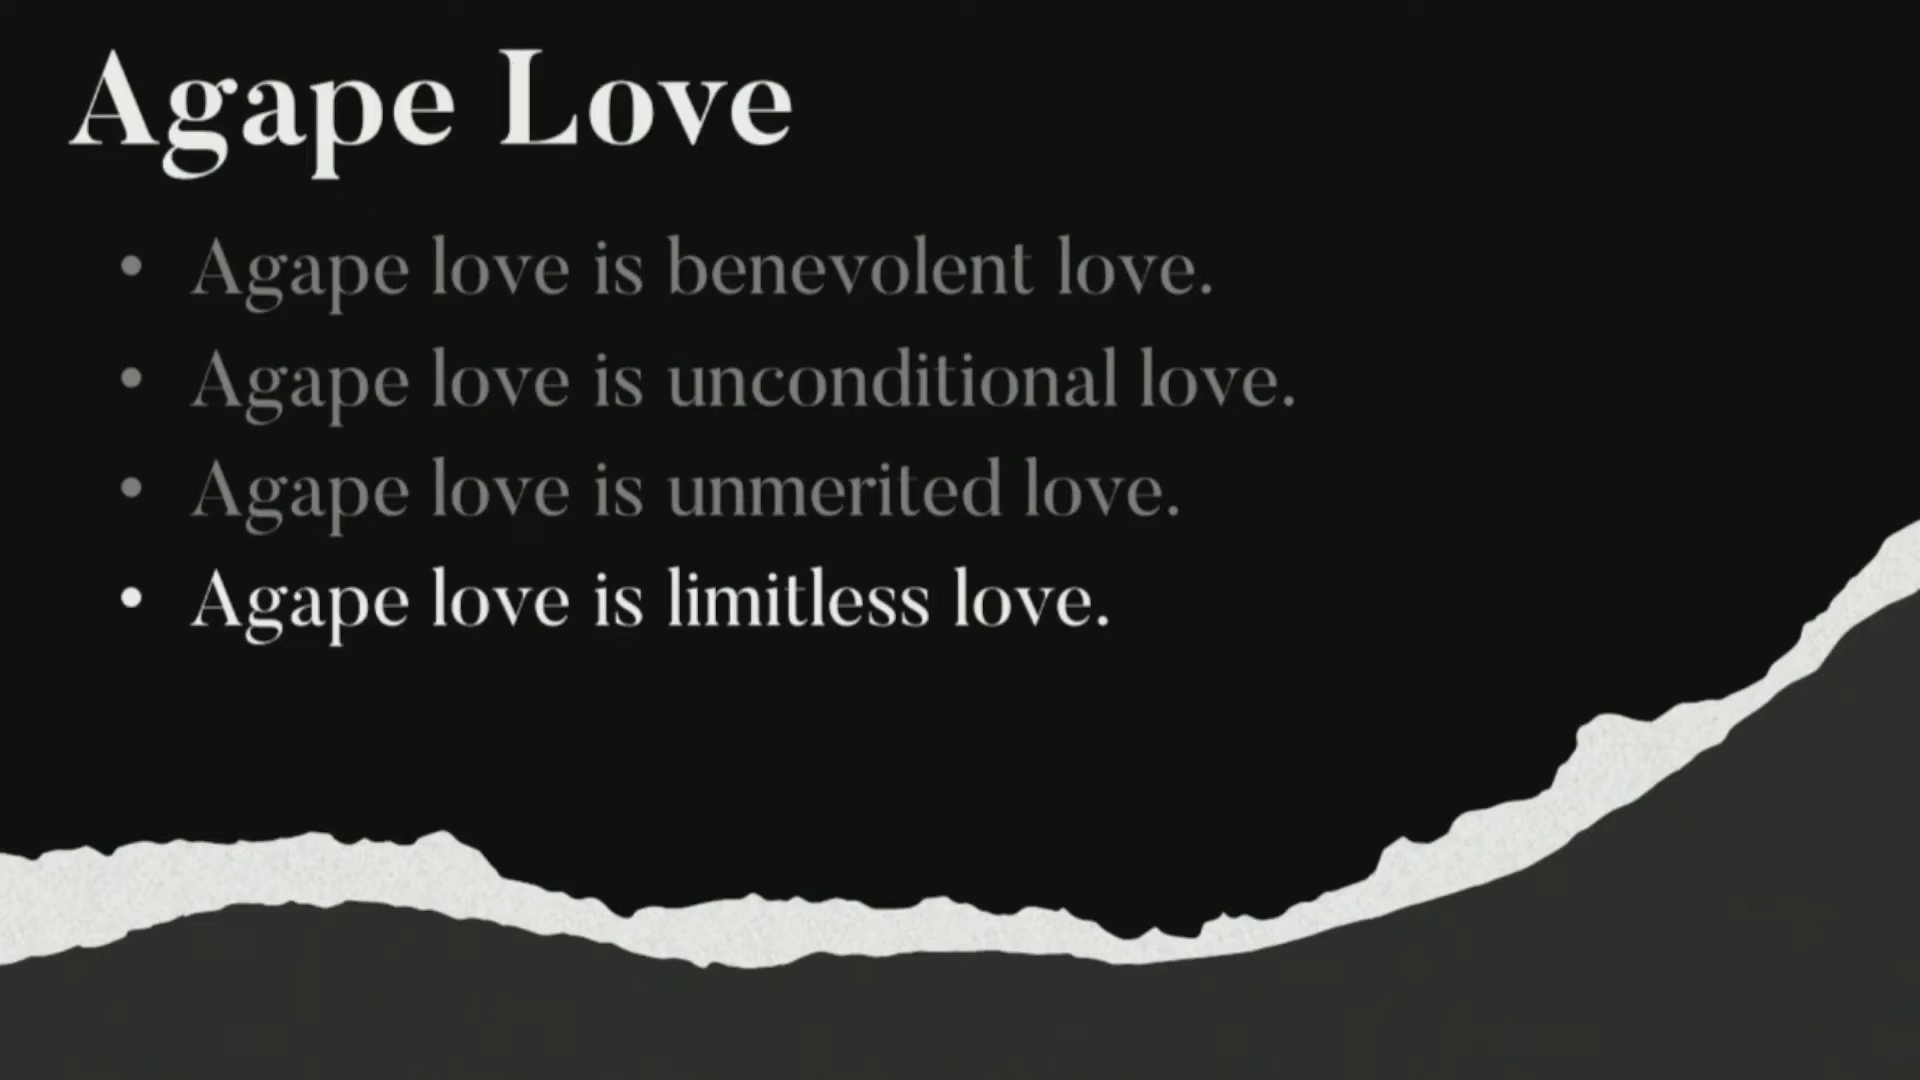 Agape Love
• Agape love is benevolent love.
• Agape love is unconditional love.
• Agape love is unmerited love.
• Agape love is limitless love.